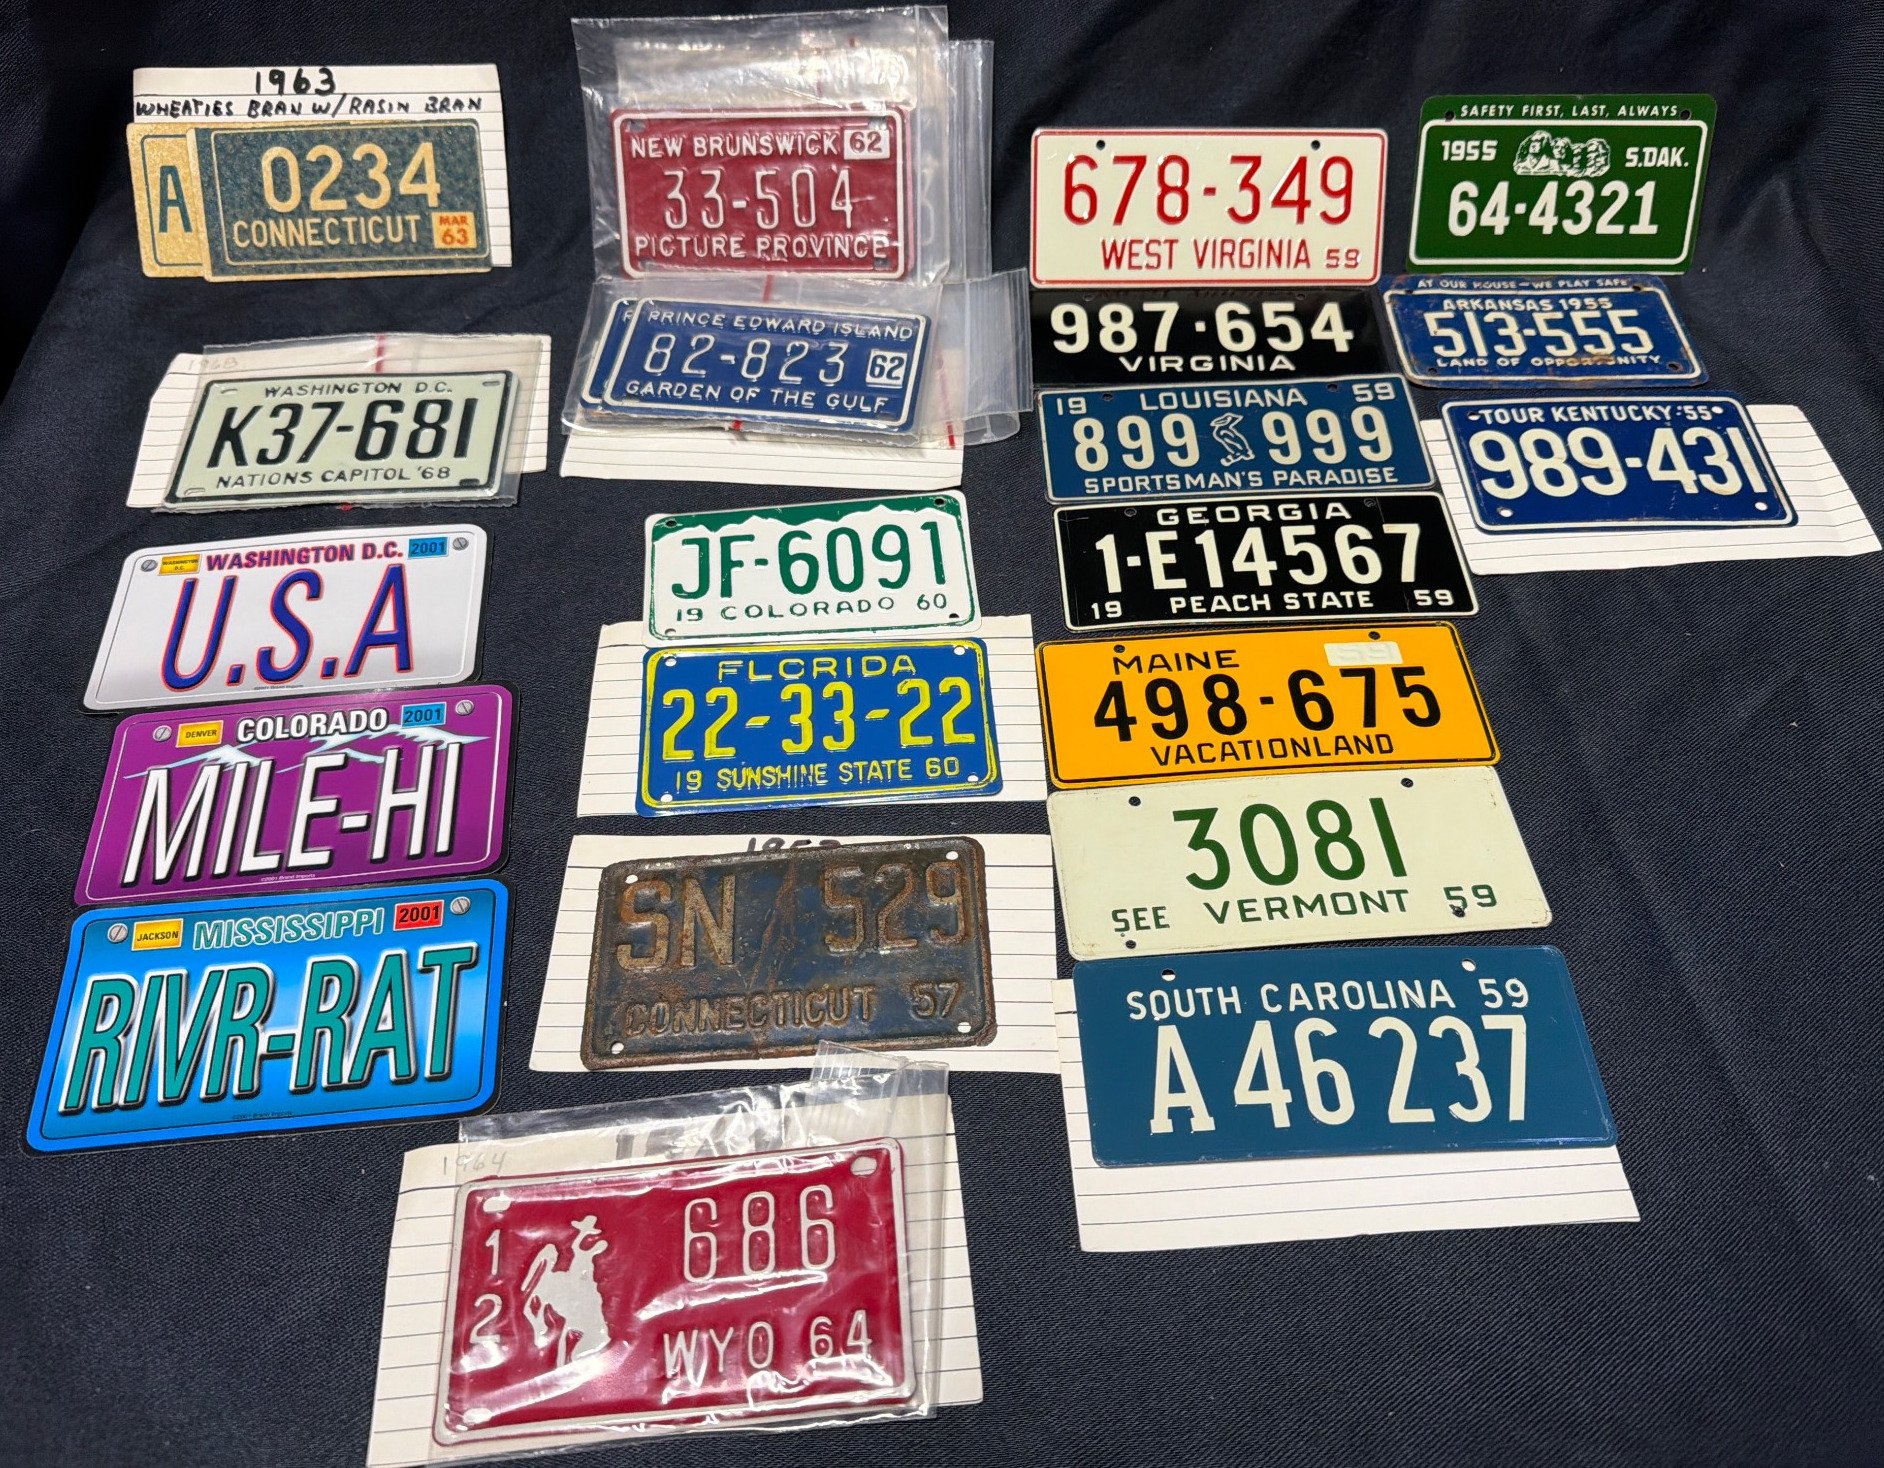 1963
WHEATIES BRAN W/RASIN BRAN
A
0234
CONNECTICUT MAR 63
1968
WASHINGTON D.C.
K37-681
NATIONS CAPITOL '68
WASHINGTON D.C. WASHINGTON D.C. 2001
U.S.A
DENVER COLORADO 2001
MILE-HI
JACKSON MISSISSIPPI 2001
RIVR-RAT
NEW BRUNSWICK 62
33-504
PICTURE PROVINCE
PRINCE EDWARD ISLAND
82-823 62
GARDEN OF THE GULF
JF-6091
19 COLORADO 60
FLORIDA
22-33-22
19 SUNSHINE STATE 60
SN 529
CONNECTICUT 57
1964
12 686
WYO 64
678-349
WEST VIRGINIA 59
987·654
VIRGINIA
19 LOUISIANA 59
899 999
SPORTSMAN'S PARADISE
GEORGIA
1-E14567
19 PEACH STATE 59
MAINE 59
498-675
VACATIONLAND
3081
SEE VERMONT 59
SOUTH CAROLINA 59
A46237
SAFETY FIRST, LAST, ALWAYS
1955 S.DAK.
64·4321
AT OUR HOUSE-WE PLAY SAFE
ARKANSAS 1955
513-555
LAND OF OPPORTUNITY
TOUR KENTUCKY·'55
989-431